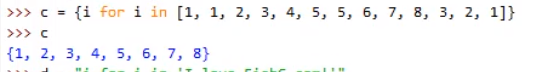 >>> c = {i for i in [1, 1, 2, 3, 4, 5, 5, 6, 7, 8, 3, 2, 1]}
>>> c
{1, 2, 3, 4, 5, 6, 7, 8}